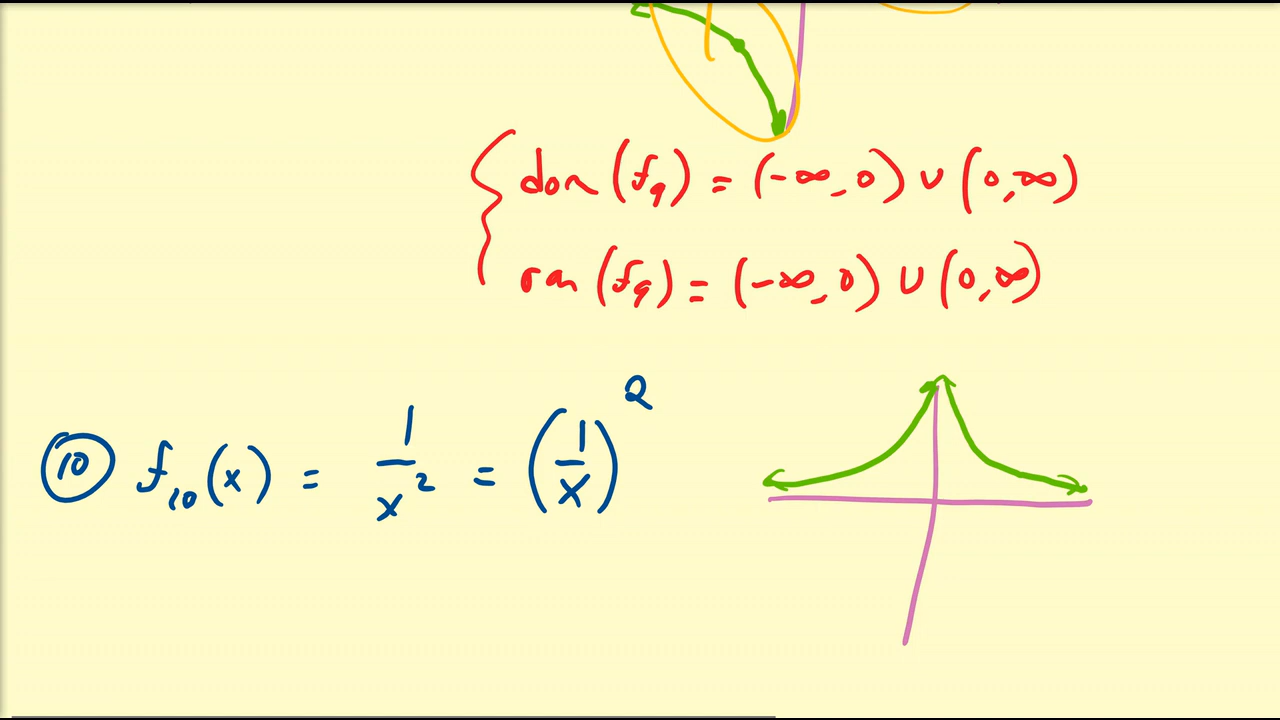 dom (f₉) = (-∞, 0) ∪ (0, ∞)
ran (f₉) = (-∞, 0) ∪ (0, ∞)
10 f₁₀(x) = 1/x² = (1/x)²